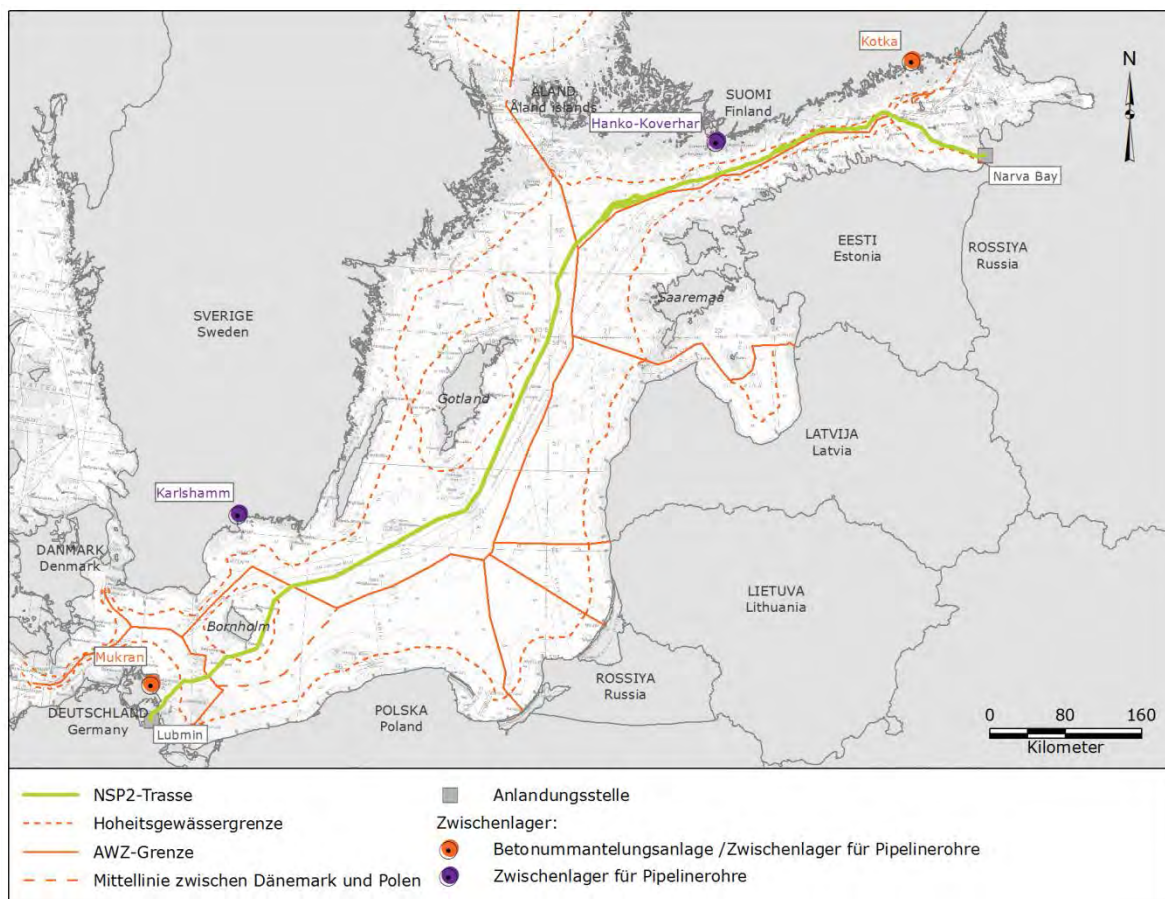 Kotka
N
ÅLAND
Åland islands
SUOMI
Finland
Hanko-Koverhar
Narva Bay
EESTI
Estonia
ROSSIYA
Russia
SVERIGE
Sweden
Saaremaa
Gotland
LATVIJA
Latvia
Karlshamm
DANMARK
Denmark
LIETUVA
Lithuania
Bornholm
Mukran
ROSSIYA
Russia
DEUTSCHLAND
Germany
Lubmin
POLSKA
Poland
0 80 160
Kilometer
NSP2-Trasse
Hoheitsgewässergrenze
AWZ-Grenze
Mittellinie zwischen Dänemark und Polen
Anlandungsstelle
Zwischenlager:
Betonummantelungsanlage /Zwischenlager für Pipelinerohre
Zwischenlager für Pipelinerohre